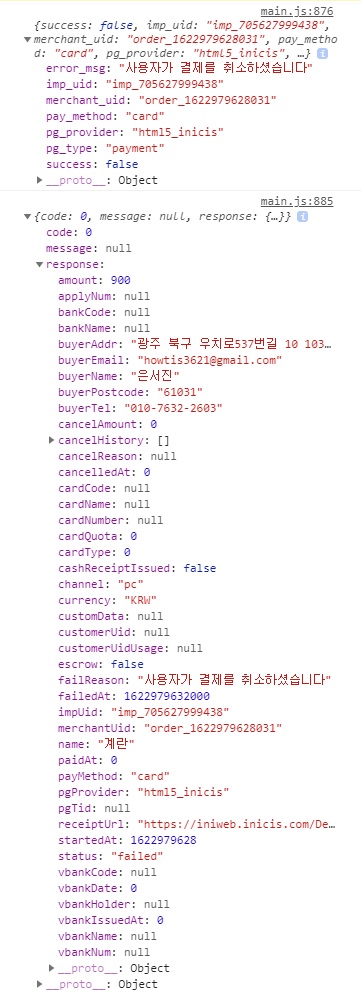 main.js:876
{success: false, imp_uid: "imp_705627999438",
merchant_uid: "order_1622979628031", pay_metho
d: "card", pg_provider: "html5_inicis", …}
error_msg: "사용자가 결제를 취소하셨습니다"
imp_uid: "imp_705627999438"
merchant_uid: "order_1622979628031"
pay_method: "card"
pg_provider: "html5_inicis"
pg_type: "payment"
success: false
__proto__: Object
main.js:885
{code: 0, message: null, response: {…}}
code: 0
message: null
response:
amount: 900
applyNum: null
bankCode: null
bankName: null
buyerAddr: "광주 북구 우치로537번길 10 103…
buyerEmail: "howtis3621@gmail.com"
buyerName: "은서진"
buyerPostcode: "61031"
buyerTel: "010-7632-2603"
cancelAmount: 0
cancelHistory: []
cancelReason: null
cancelledAt: 0
cardCode: null
cardName: null
cardNumber: null
cardQuota: 0
cardType: 0
cashReceiptIssued: false
channel: "pc"
currency: "KRW"
customData: null
customerUid: null
customerUidUsage: null
escrow: false
failReason: "사용자가 결제를 취소하셨습니다"
failedAt: 1622979632000
impUid: "imp_705627999438"
merchantUid: "order_1622979628031"
name: "계란"
paidAt: 0
payMethod: "card"
pgProvider: "html5_inicis"
pgTid: null
receiptUrl: "https://iniweb.inicis.com/De…
startedAt: 1622979628
status: "failed"
vbankCode: null
vbankDate: 0
vbankHolder: null
vbankIssuedAt: 0
vbankName: null
vbankNum: null
__proto__: Object
__proto__: Object